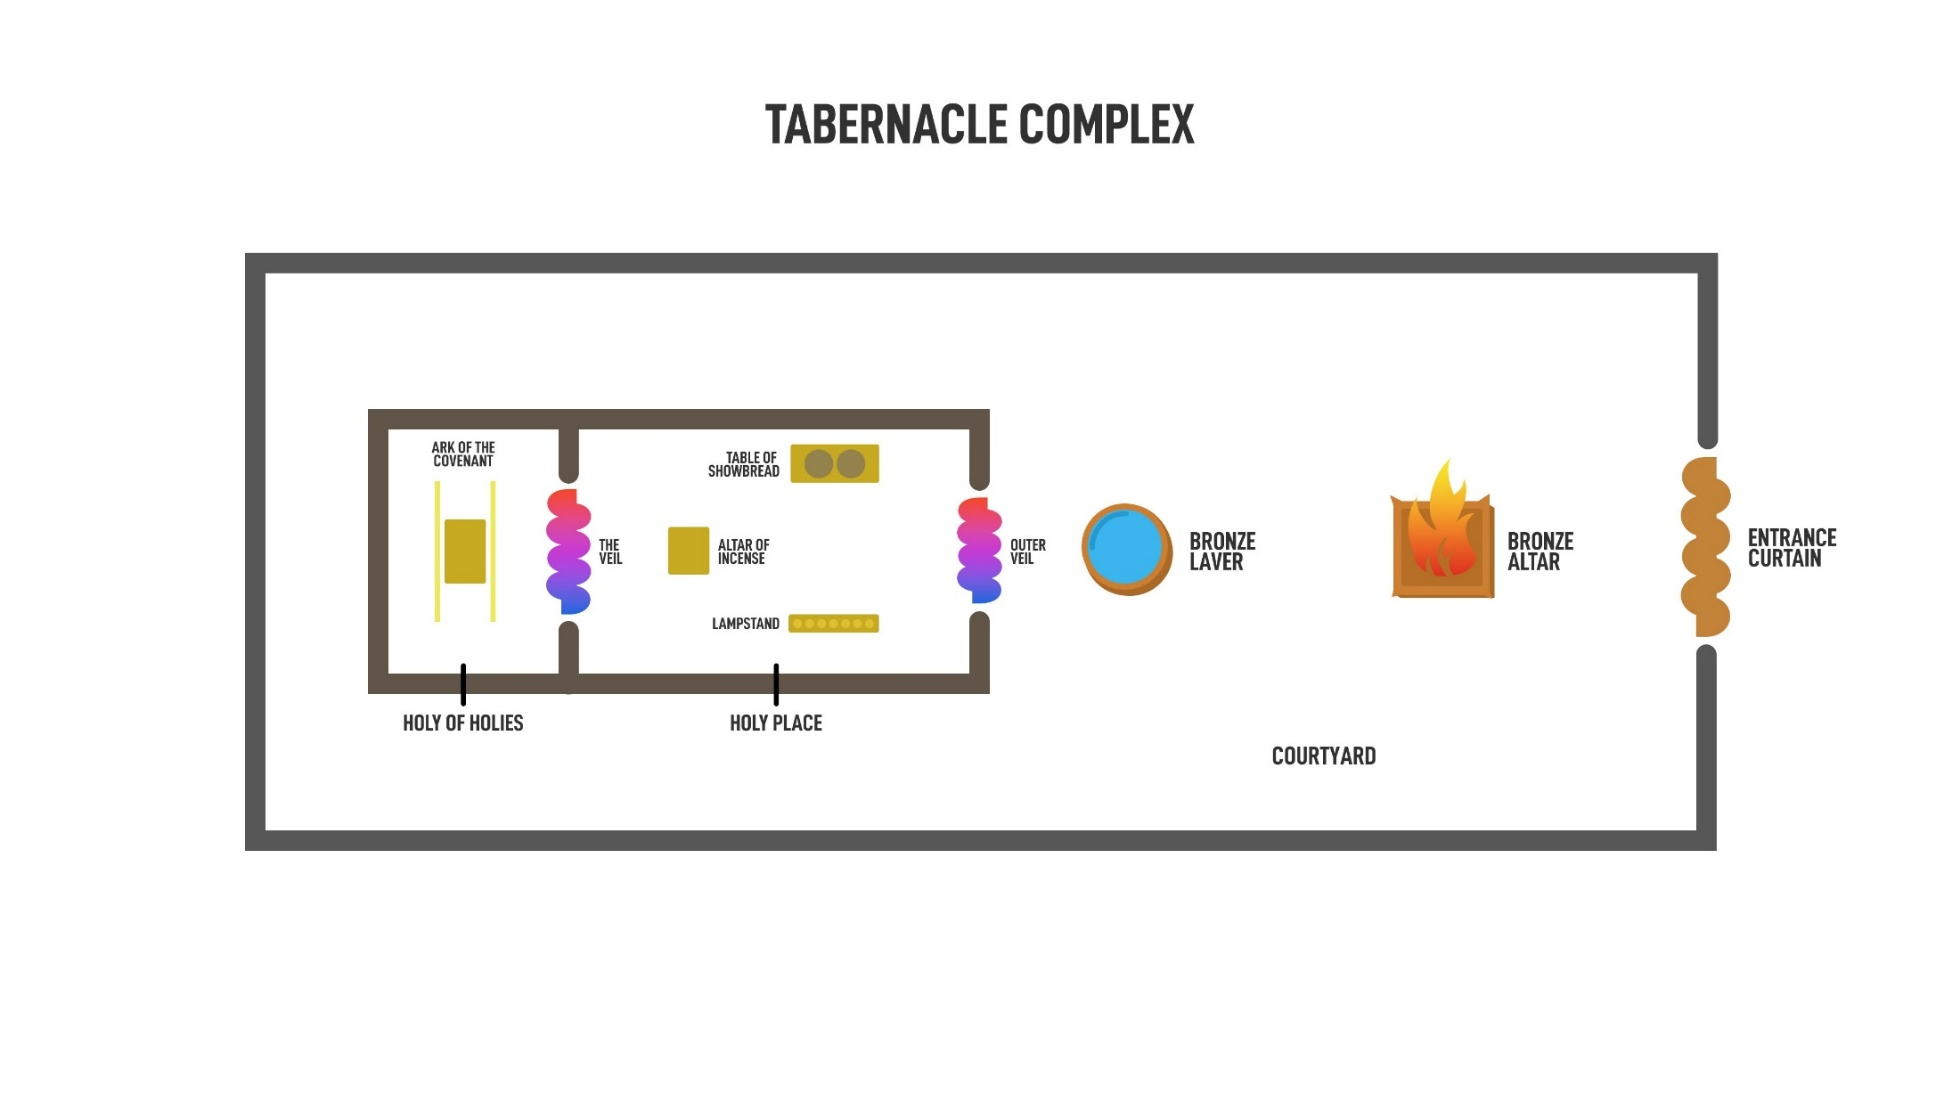 TABERNACLE COMPLEX
ARK OF THE
COVENANT
TABLE OF
SHOWBREAD
THE
VEIL
ALTAR OF
INCENSE
OUTER
VEIL
BRONZE
LAVER
BRONZE
ALTAR
ENTRANCE
CURTAIN
LAMPSTAND
HOLY OF HOLIES
HOLY PLACE
COURTYARD